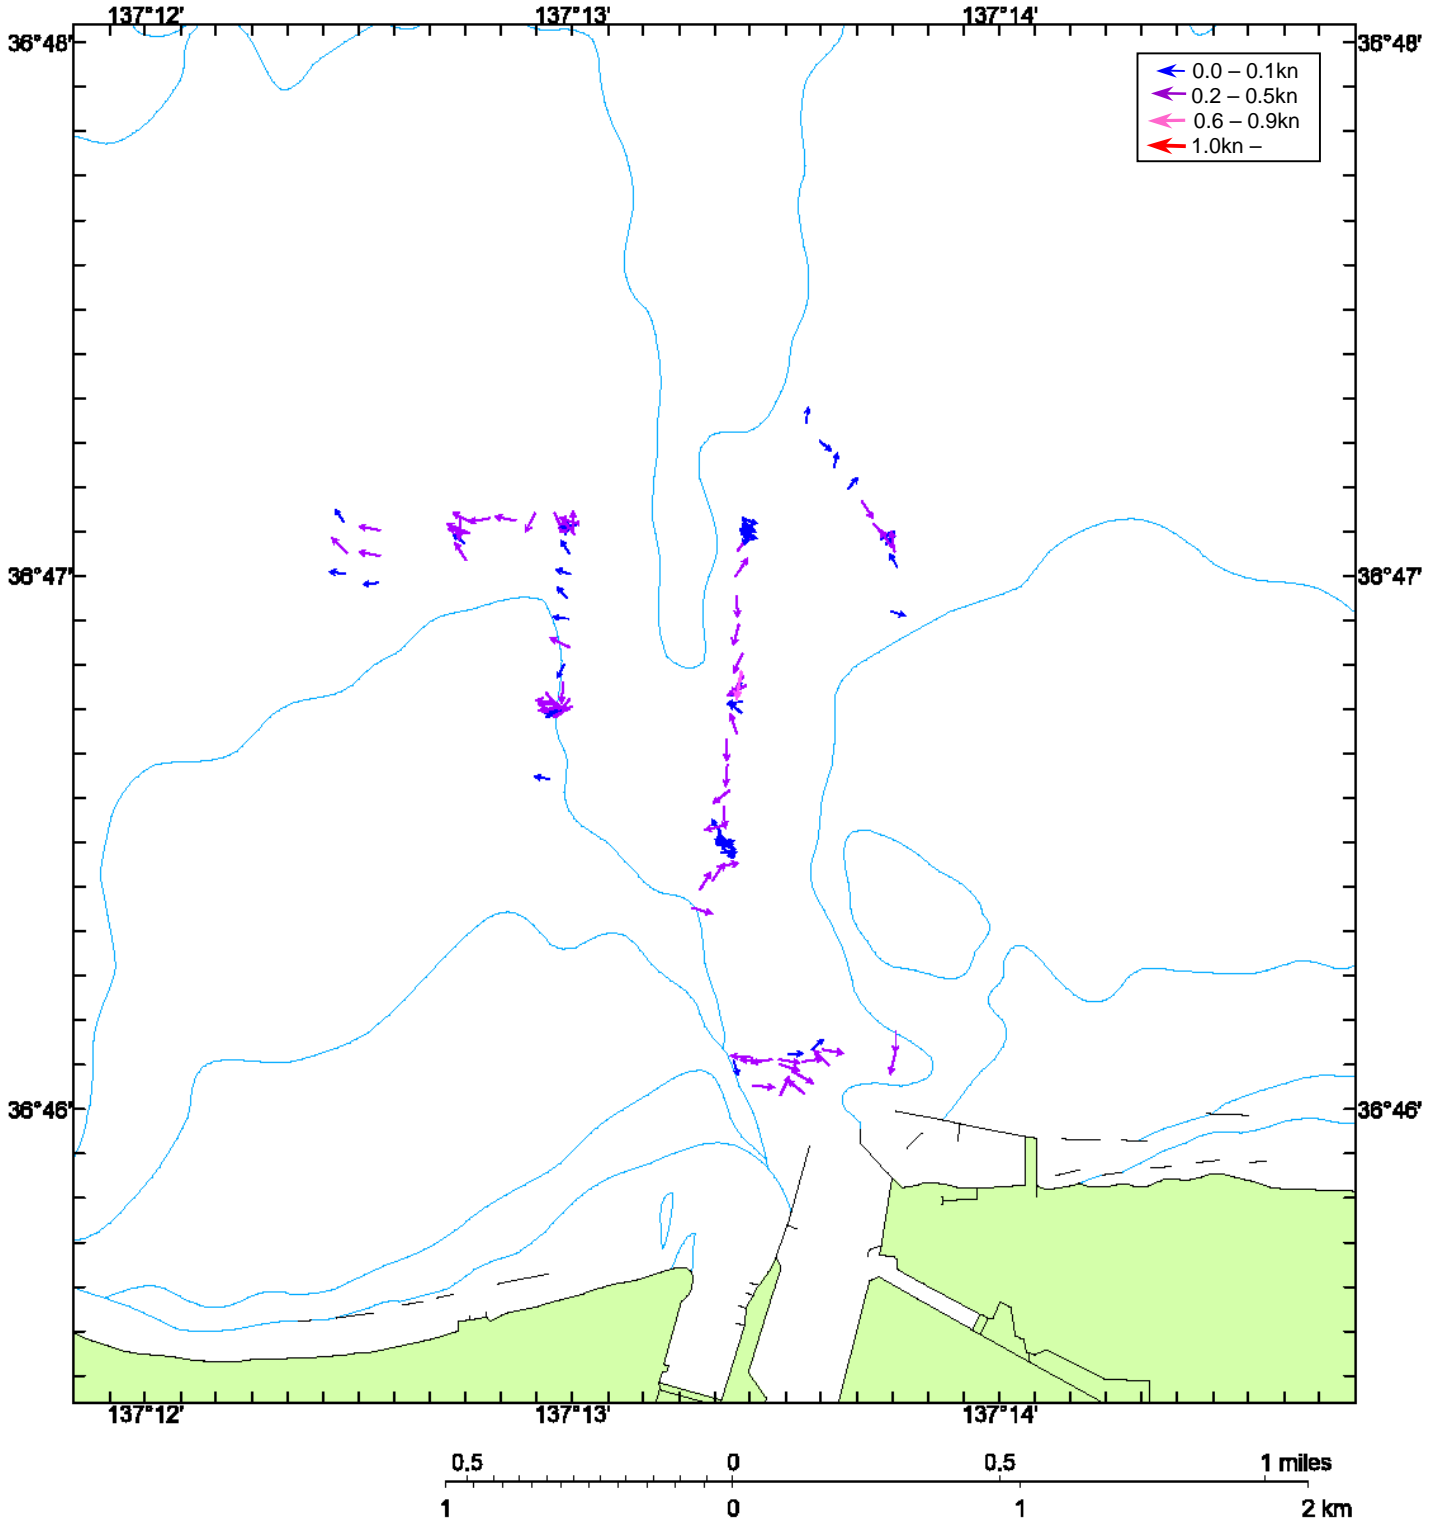 137°12' 137°13' 137°14'
36°48' 36°48'
0.0 – 0.1kn
0.2 – 0.5kn
0.6 – 0.9kn
1.0kn –
36°47' 36°47'
36°46' 36°46'
137°12' 137°13' 137°14'
0.5 0 0.5 1 miles
1 0 1 2 km